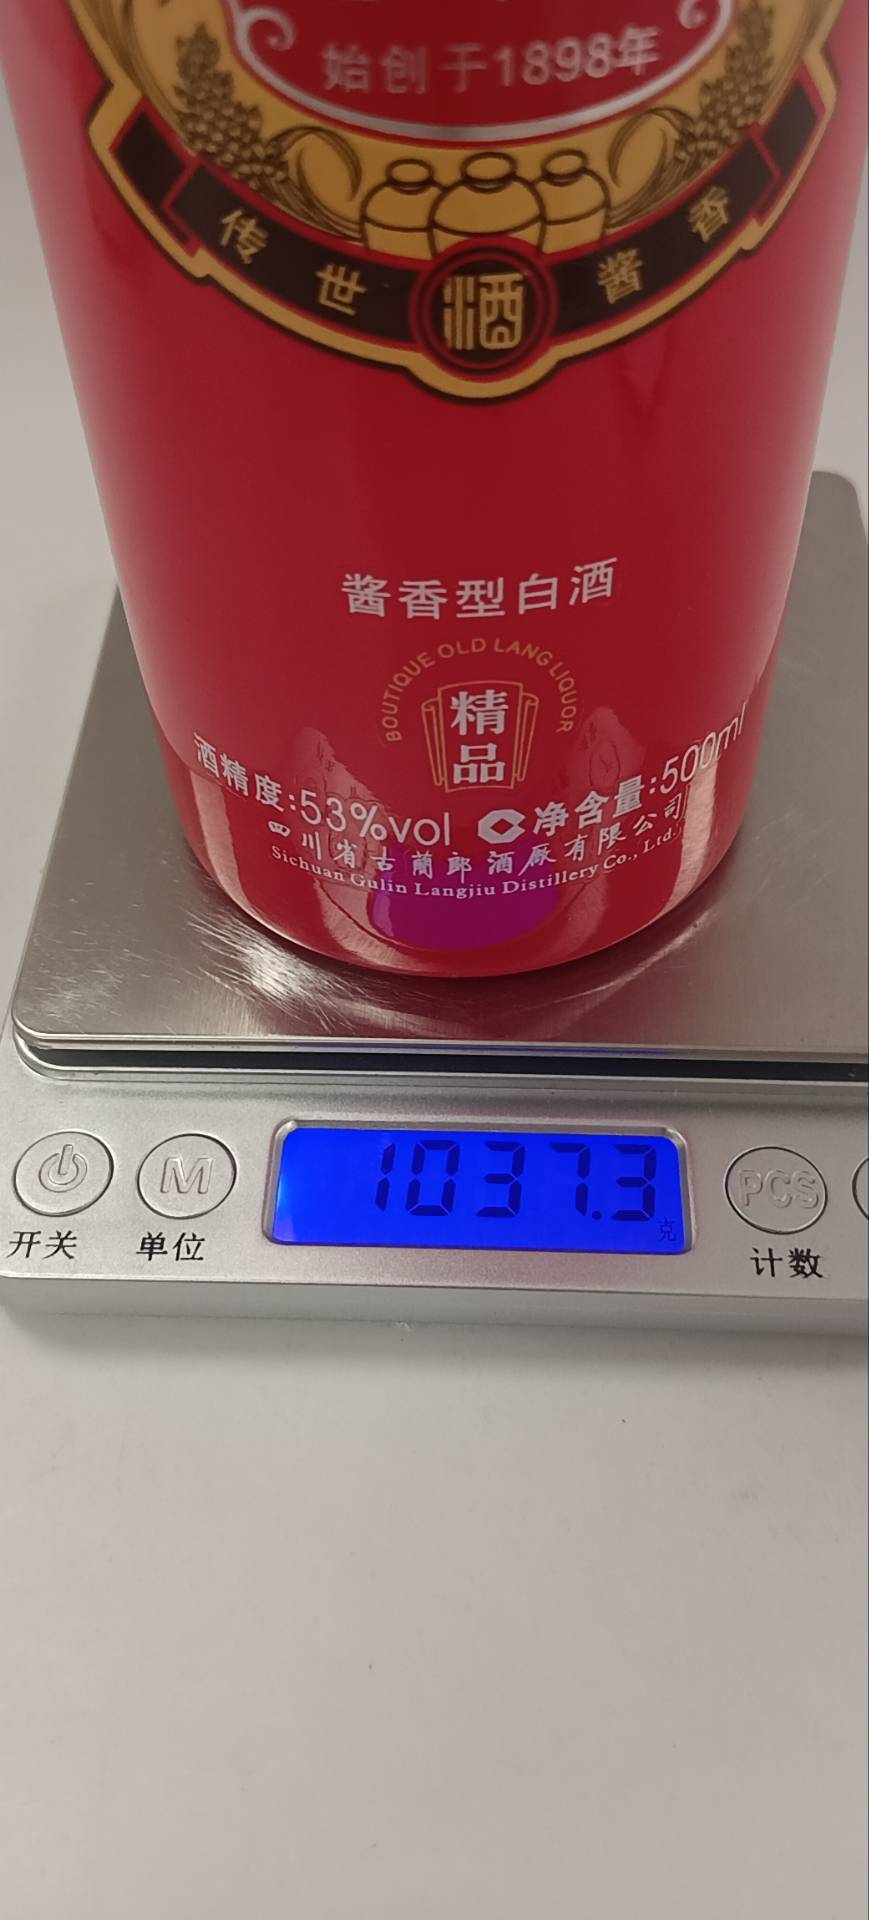 始创于1898年
传世酒酱香
酱香型白酒
BOUTIQUE OLD LANG LIQUOR
精品
酒精度:53%vol 净含量:500ml
四川省古蔺郎酒厂有限公司
Sichuan Gulin Langjiu Distillery Co., Ltd.
1037.3
克
M
PCS
开关
单位
计数